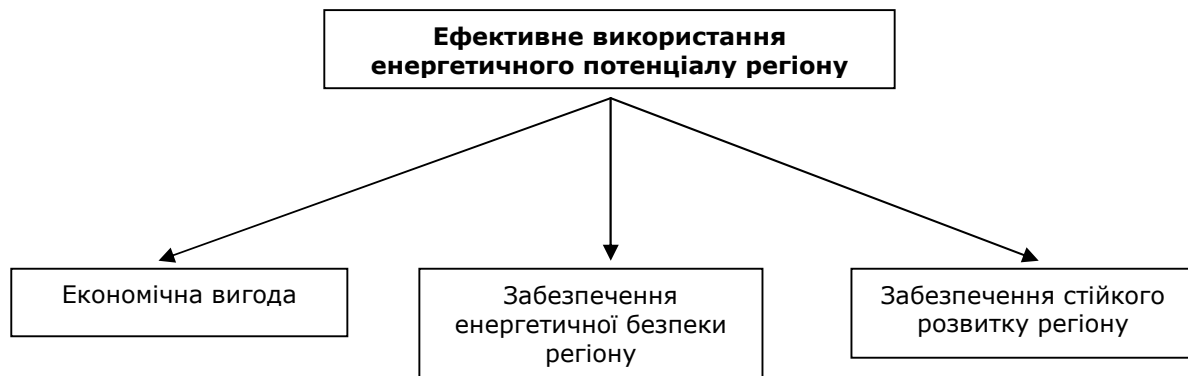 Ефективне використання
енергетичного потенціалу регіону
Економічна вигода
Забезпечення
енергетичної безпеки
регіону
Забезпечення стійкого
розвитку регіону